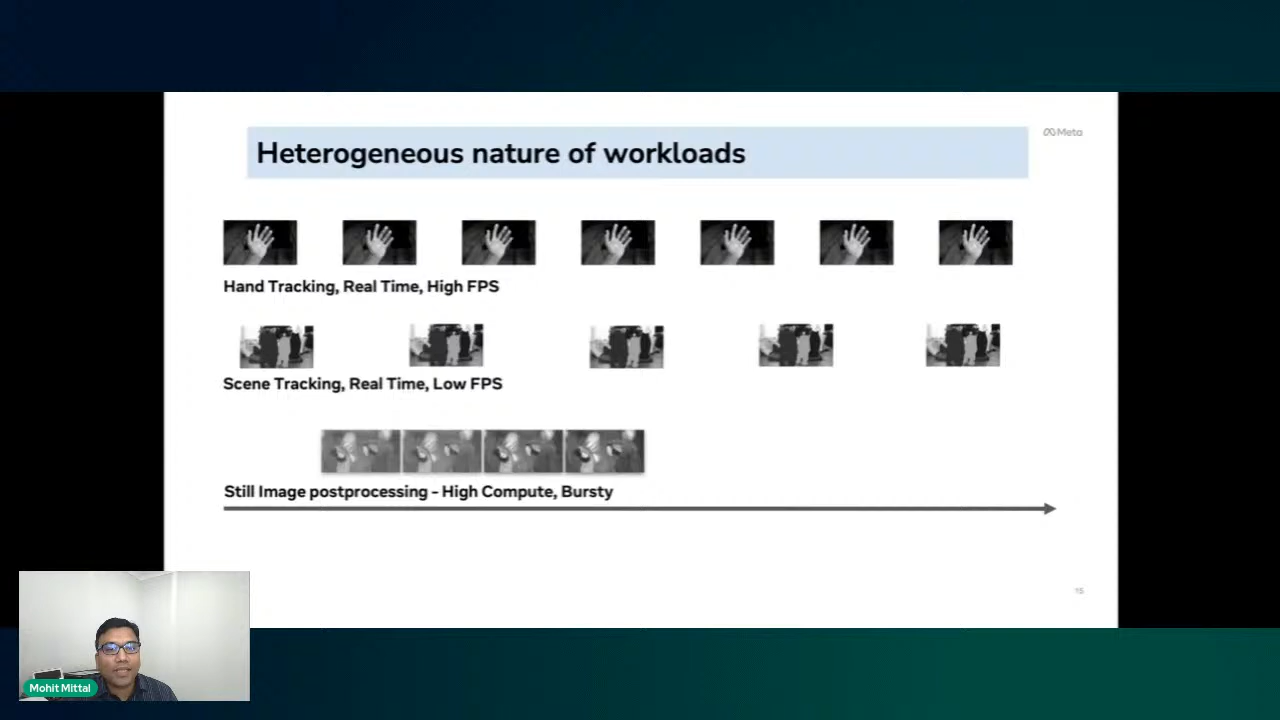 Heterogeneous nature of workloads
Meta
Hand Tracking, Real Time, High FPS
Scene Tracking, Real Time, Low FPS
Still Image postprocessing - High Compute, Bursty
15
Mohit Mittal